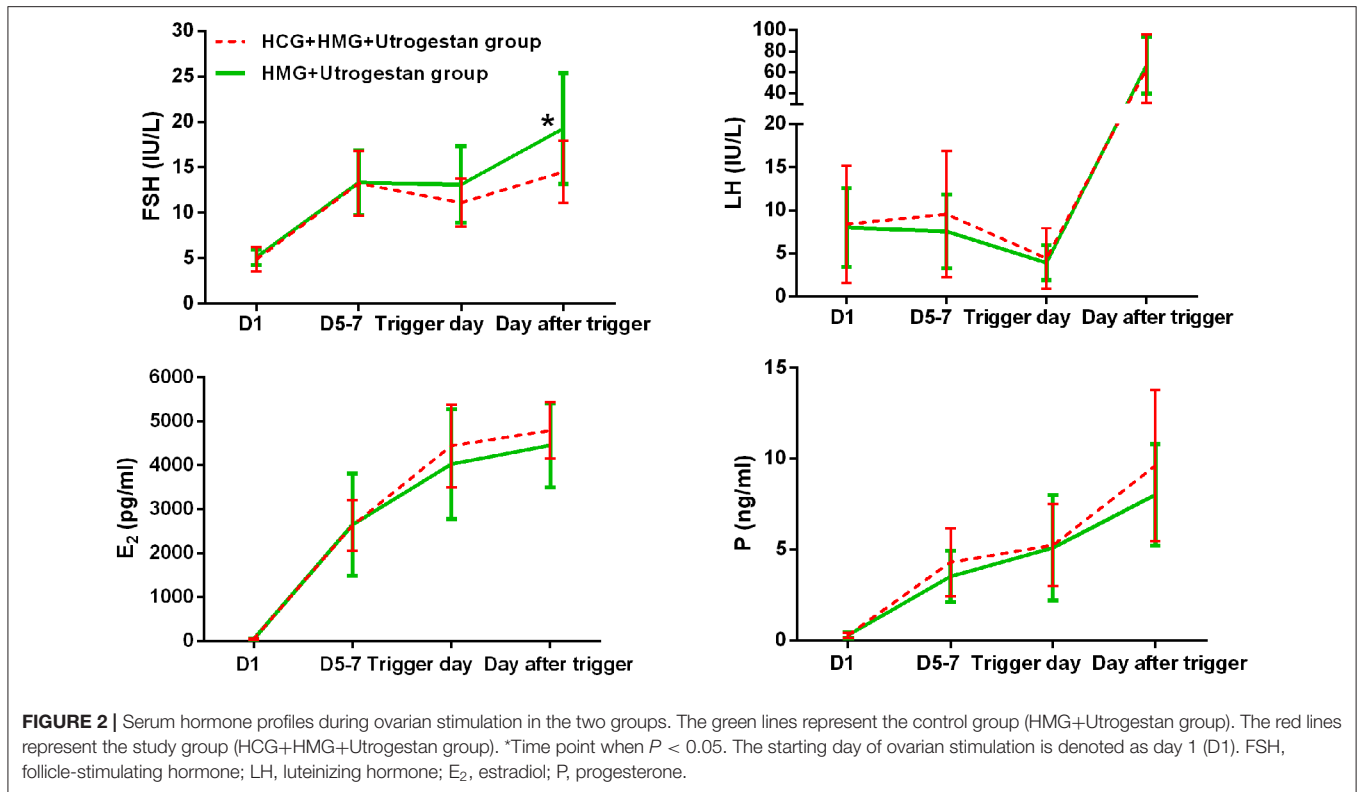 30
25
20
15
10
5
0
FSH (IU/L)
HCG+HMG+Utrogestan group
HMG+Utrogestan group
*
D1 D5-7 Trigger day Day after trigger
100
80
60
40
20
15
10
5
0
LH (IU/L)
D1 D5-7 Trigger day Day after trigger
6000
5000
4000
3000
2000
1000
0
E₂ (pg/ml)
D1 D5-7 Trigger day Day after trigger
15
10
5
0
P (ng/ml)
D1 D5-7 Trigger day Day after trigger
FIGURE 2 | Serum hormone profiles during ovarian stimulation in the two groups. The green lines represent the control group (HMG+Utrogestan group). The red lines
represent the study group (HCG+HMG+Utrogestan group). *Time point when P < 0.05. The starting day of ovarian stimulation is denoted as day 1 (D1). FSH,
follicle-stimulating hormone; LH, luteinizing hormone; E₂, estradiol; P, progesterone.